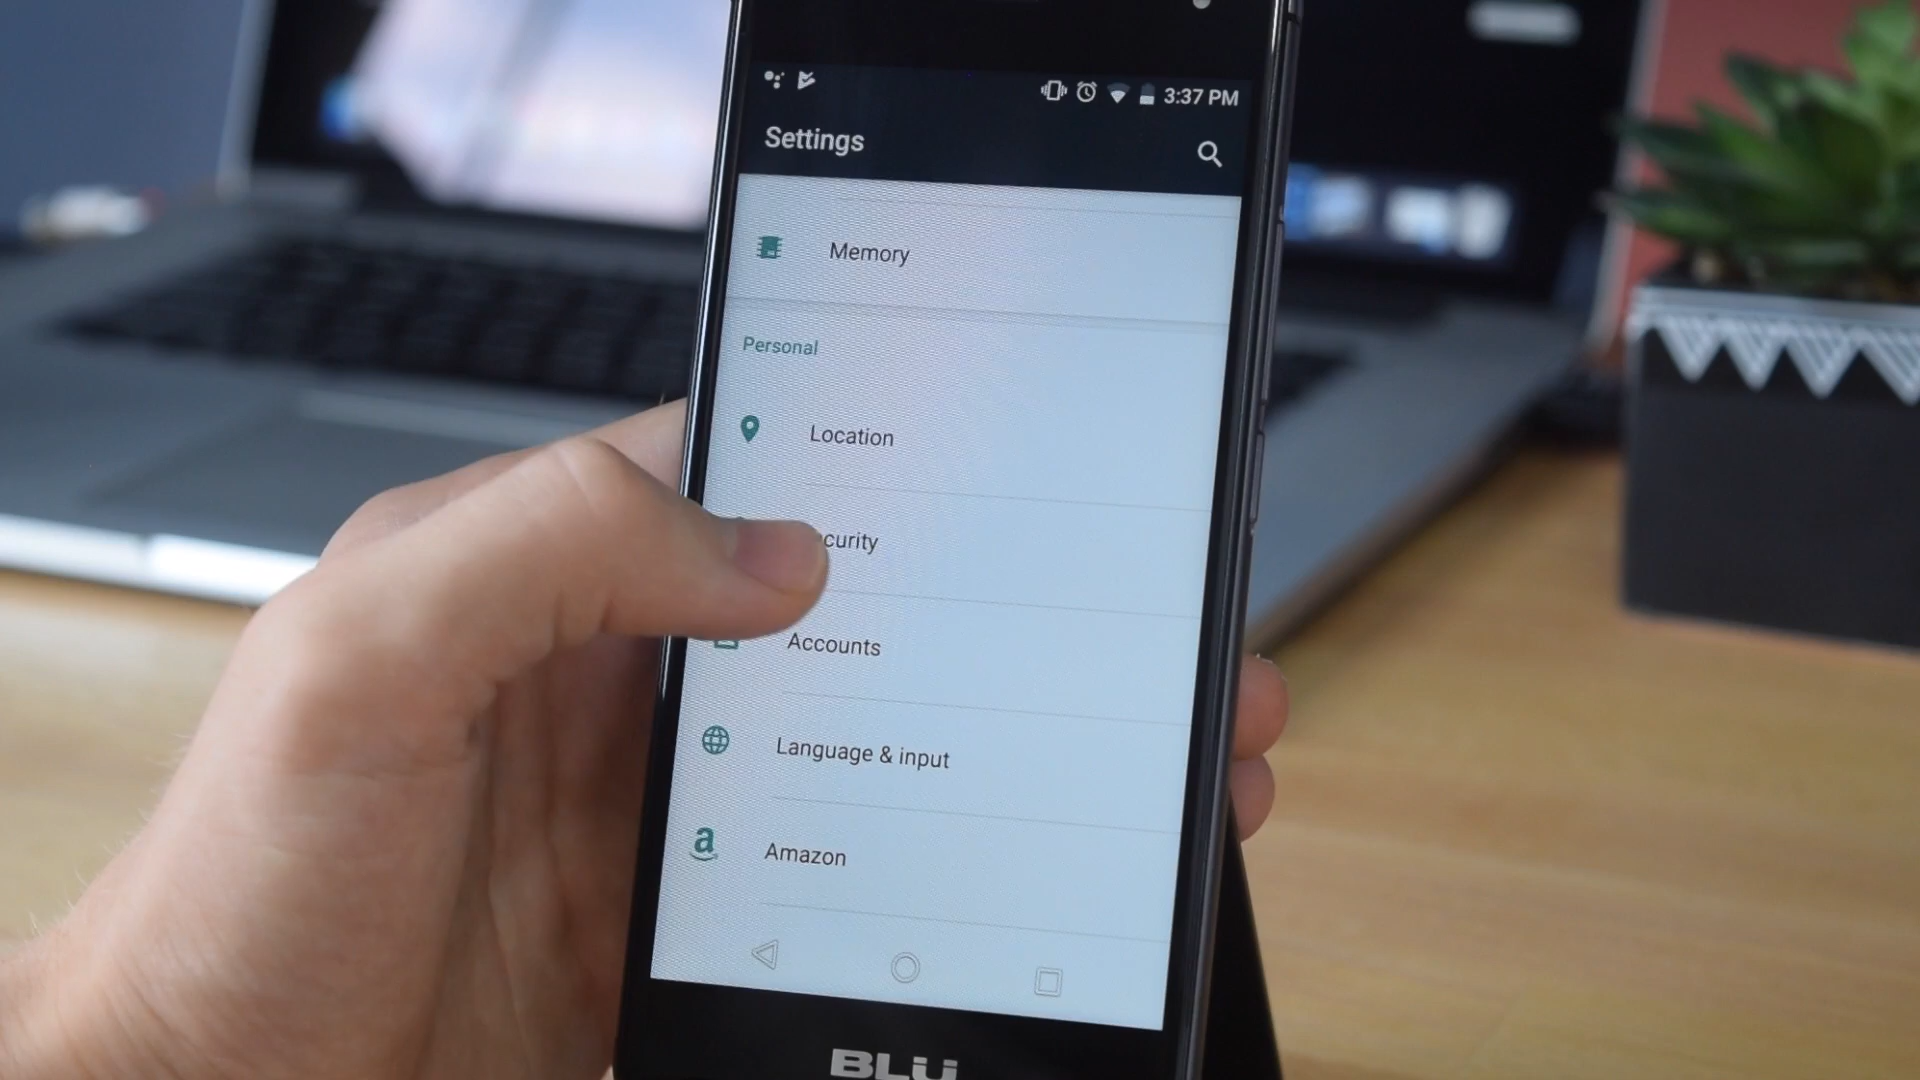 3:37 PM
Settings
Memory
Personal
Location
curity
Accounts
Language & input
a
Amazon
BLU